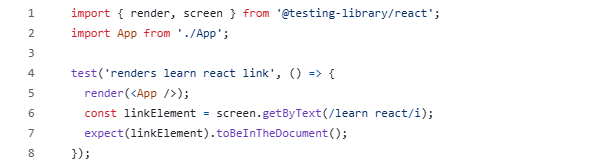 1 import { render, screen } from '@testing-library/react';
2 import App from './App';
3
4 test('renders learn react link', () => {
5   render(<App />);
6   const linkElement = screen.getByText(/learn react/i);
7   expect(linkElement).toBeInTheDocument();
8 });